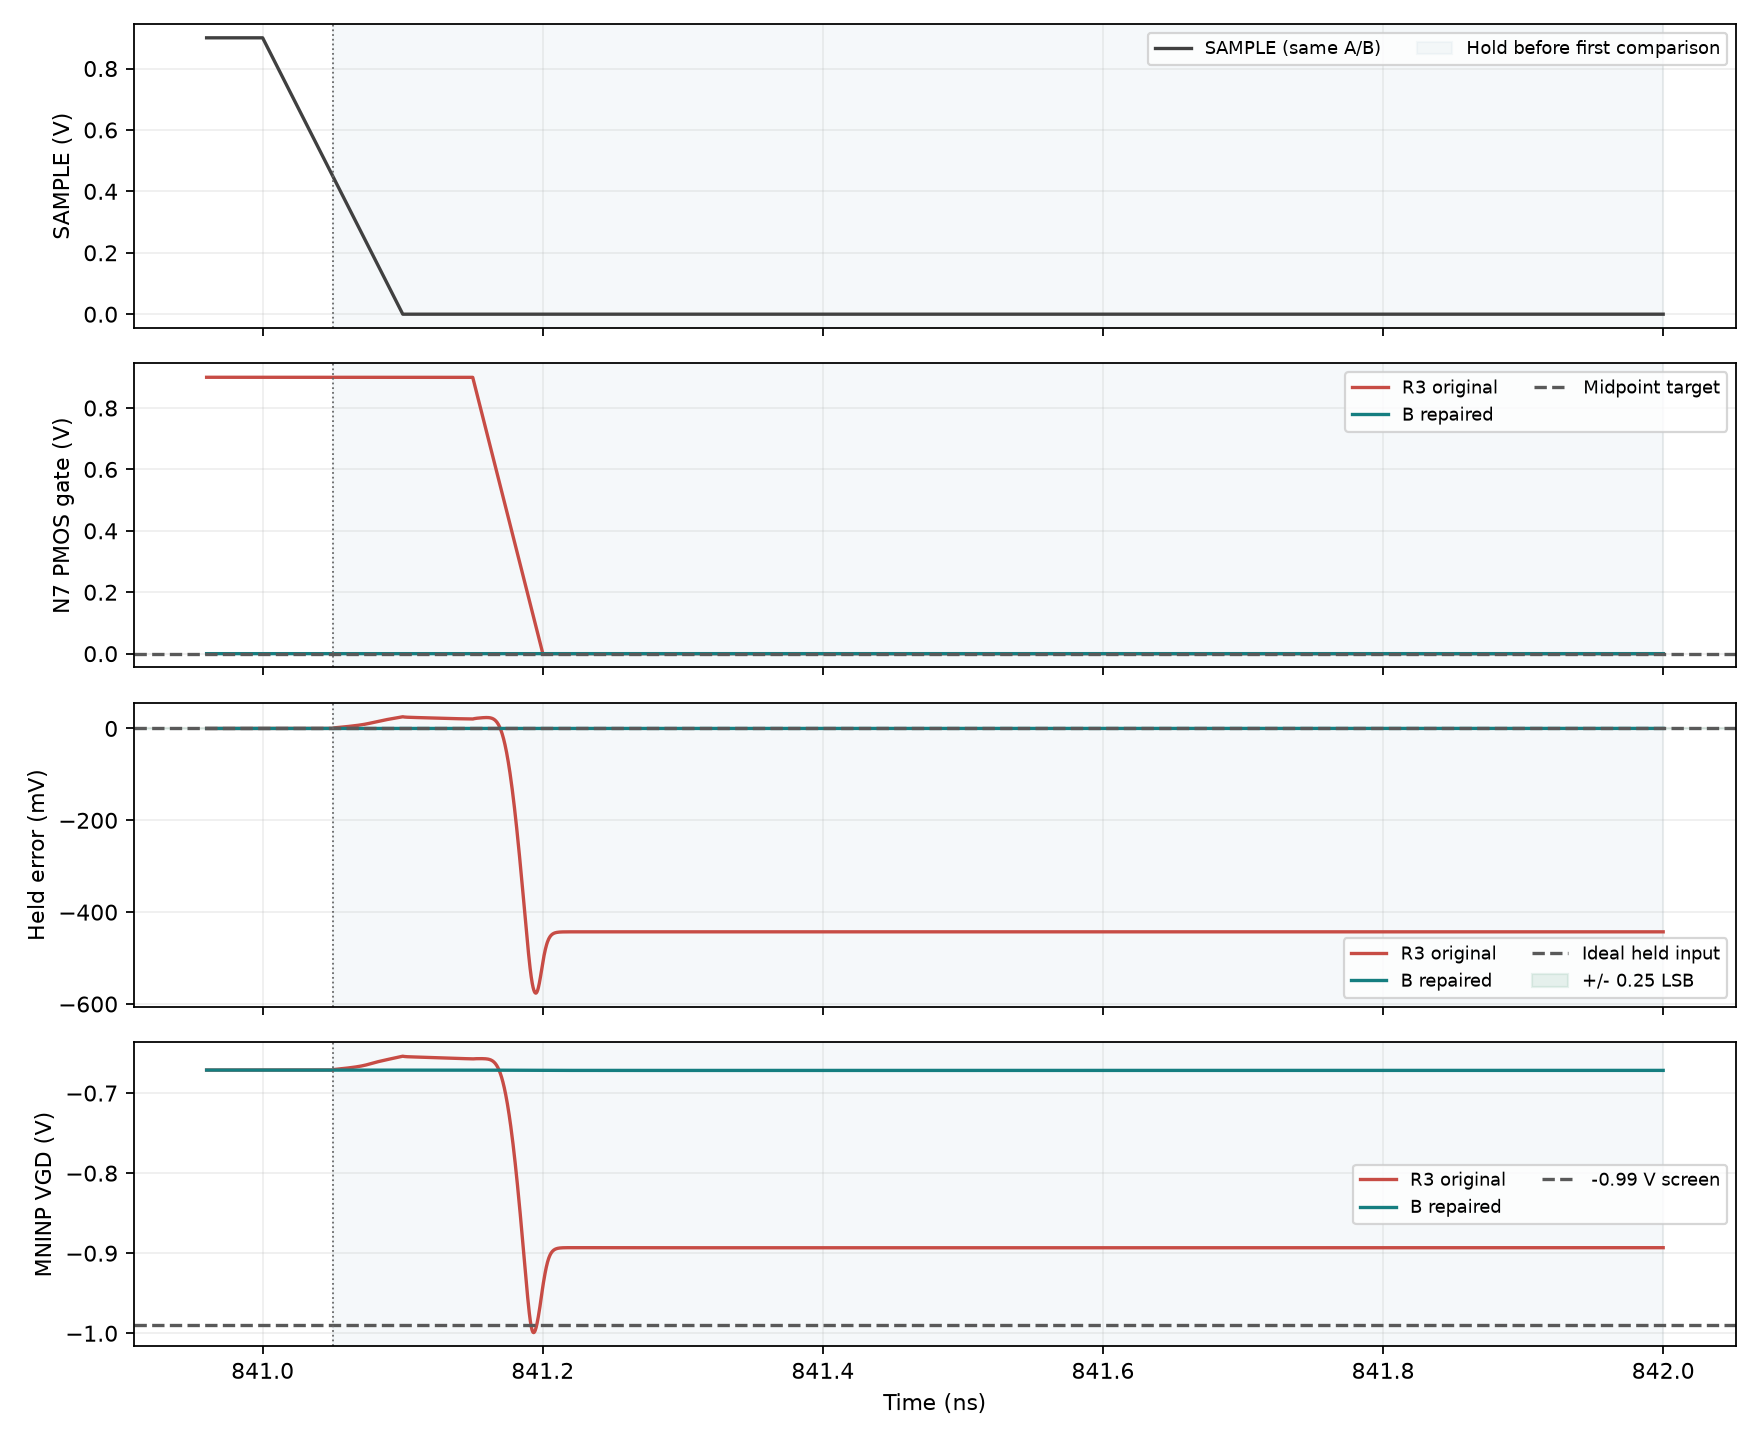 SAMPLE (V)
0.8
0.6
0.4
0.2
0.0
SAMPLE (same A/B)
Hold before first comparison
N7 PMOS gate (V)
0.8
0.6
0.4
0.2
0.0
R3 original
B repaired
Midpoint target
Held error (mV)
0
−200
−400
−600
R3 original
B repaired
Ideal held input
+/- 0.25 LSB
MNINP VGD (V)
−0.7
−0.8
−0.9
−1.0
R3 original
B repaired
-0.99 V screen
841.0
841.2
841.4
841.6
841.8
842.0
Time (ns)